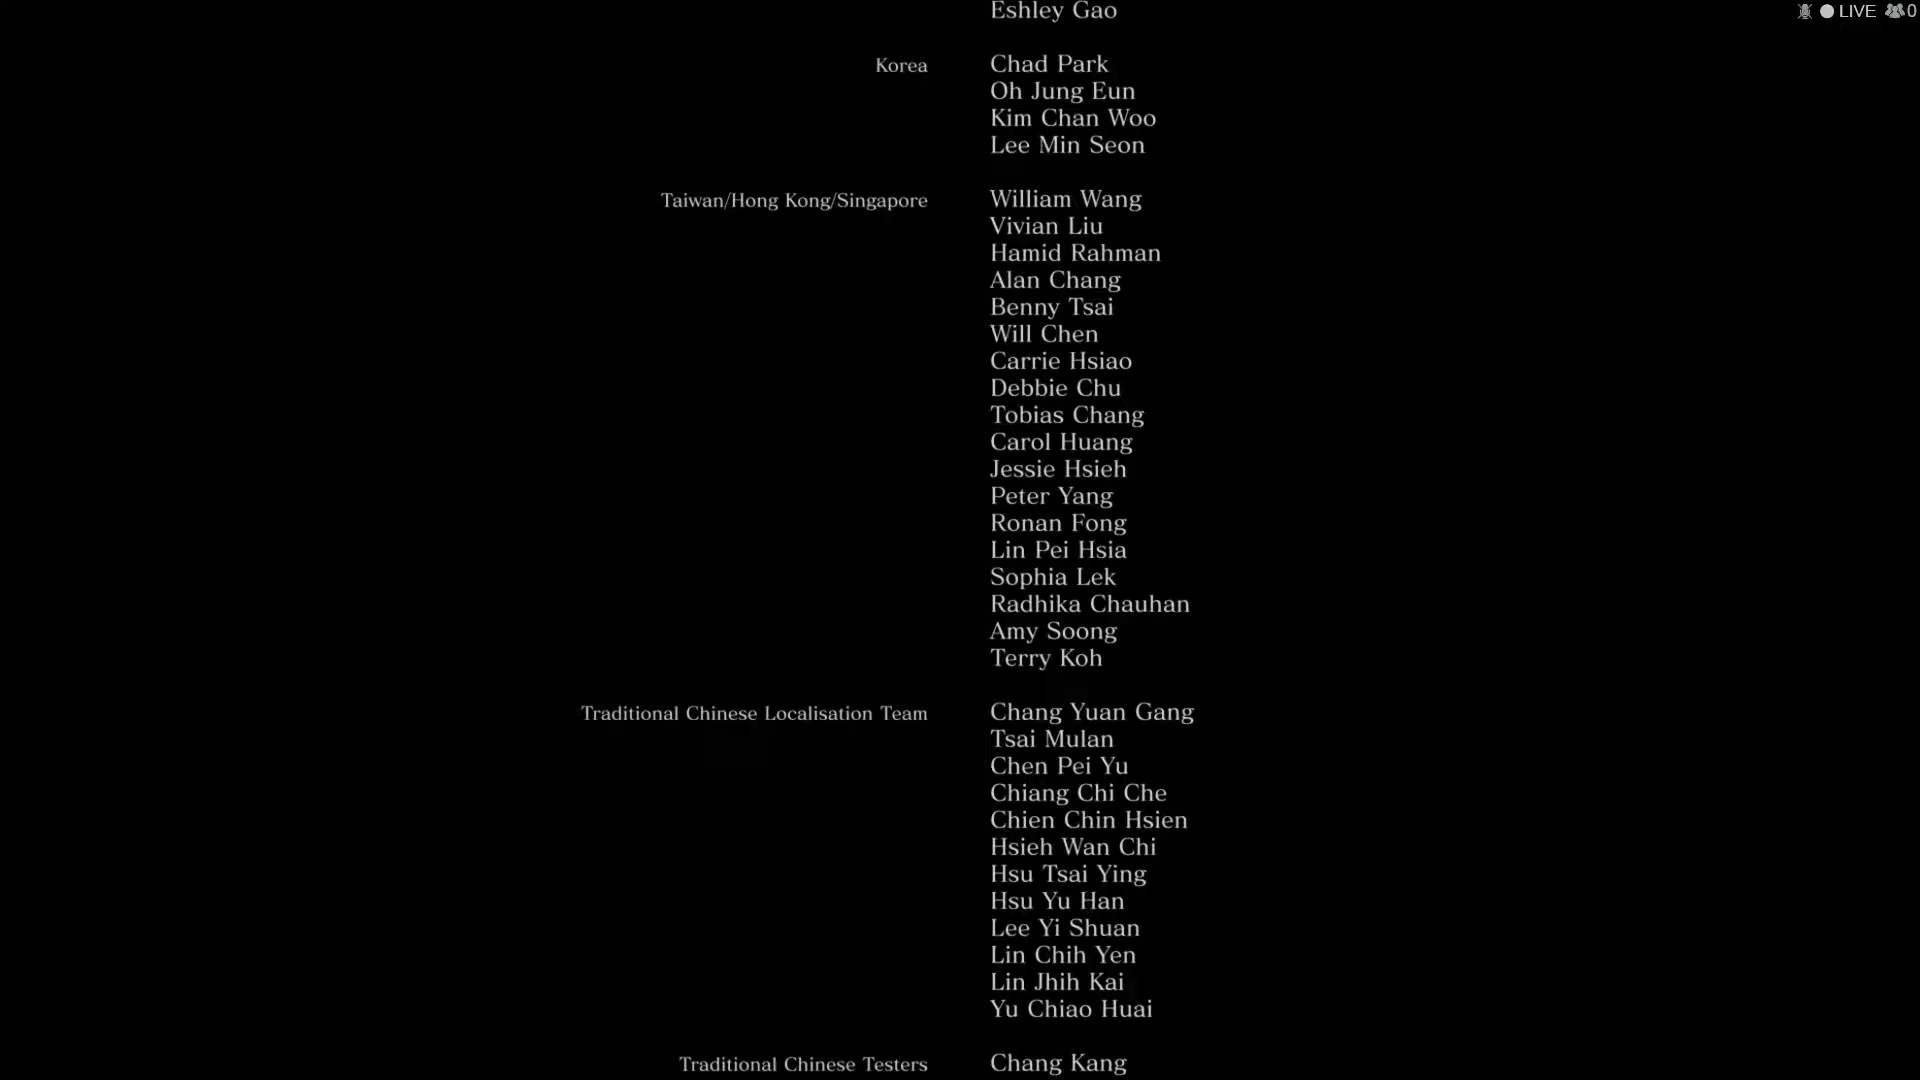 Eshley Gao
LIVE 0
Korea Chad Park
Oh Jung Eun
Kim Chan Woo
Lee Min Seon
Taiwan/Hong Kong/Singapore William Wang
Vivian Liu
Hamid Rahman
Alan Chang
Benny Tsai
Will Chen
Carrie Hsiao
Debbie Chu
Tobias Chang
Carol Huang
Jessie Hsieh
Peter Yang
Ronan Fong
Lin Pei Hsia
Sophia Lek
Radhika Chauhan
Amy Soong
Terry Koh
Traditional Chinese Localisation Team Chang Yuan Gang
Tsai Mulan
Chen Pei Yu
Chiang Chi Che
Chien Chin Hsien
Hsieh Wan Chi
Hsu Tsai Ying
Hsu Yu Han
Lee Yi Shuan
Lin Chih Yen
Lin Jhih Kai
Yu Chiao Huai
Traditional Chinese Testers Chang Kang